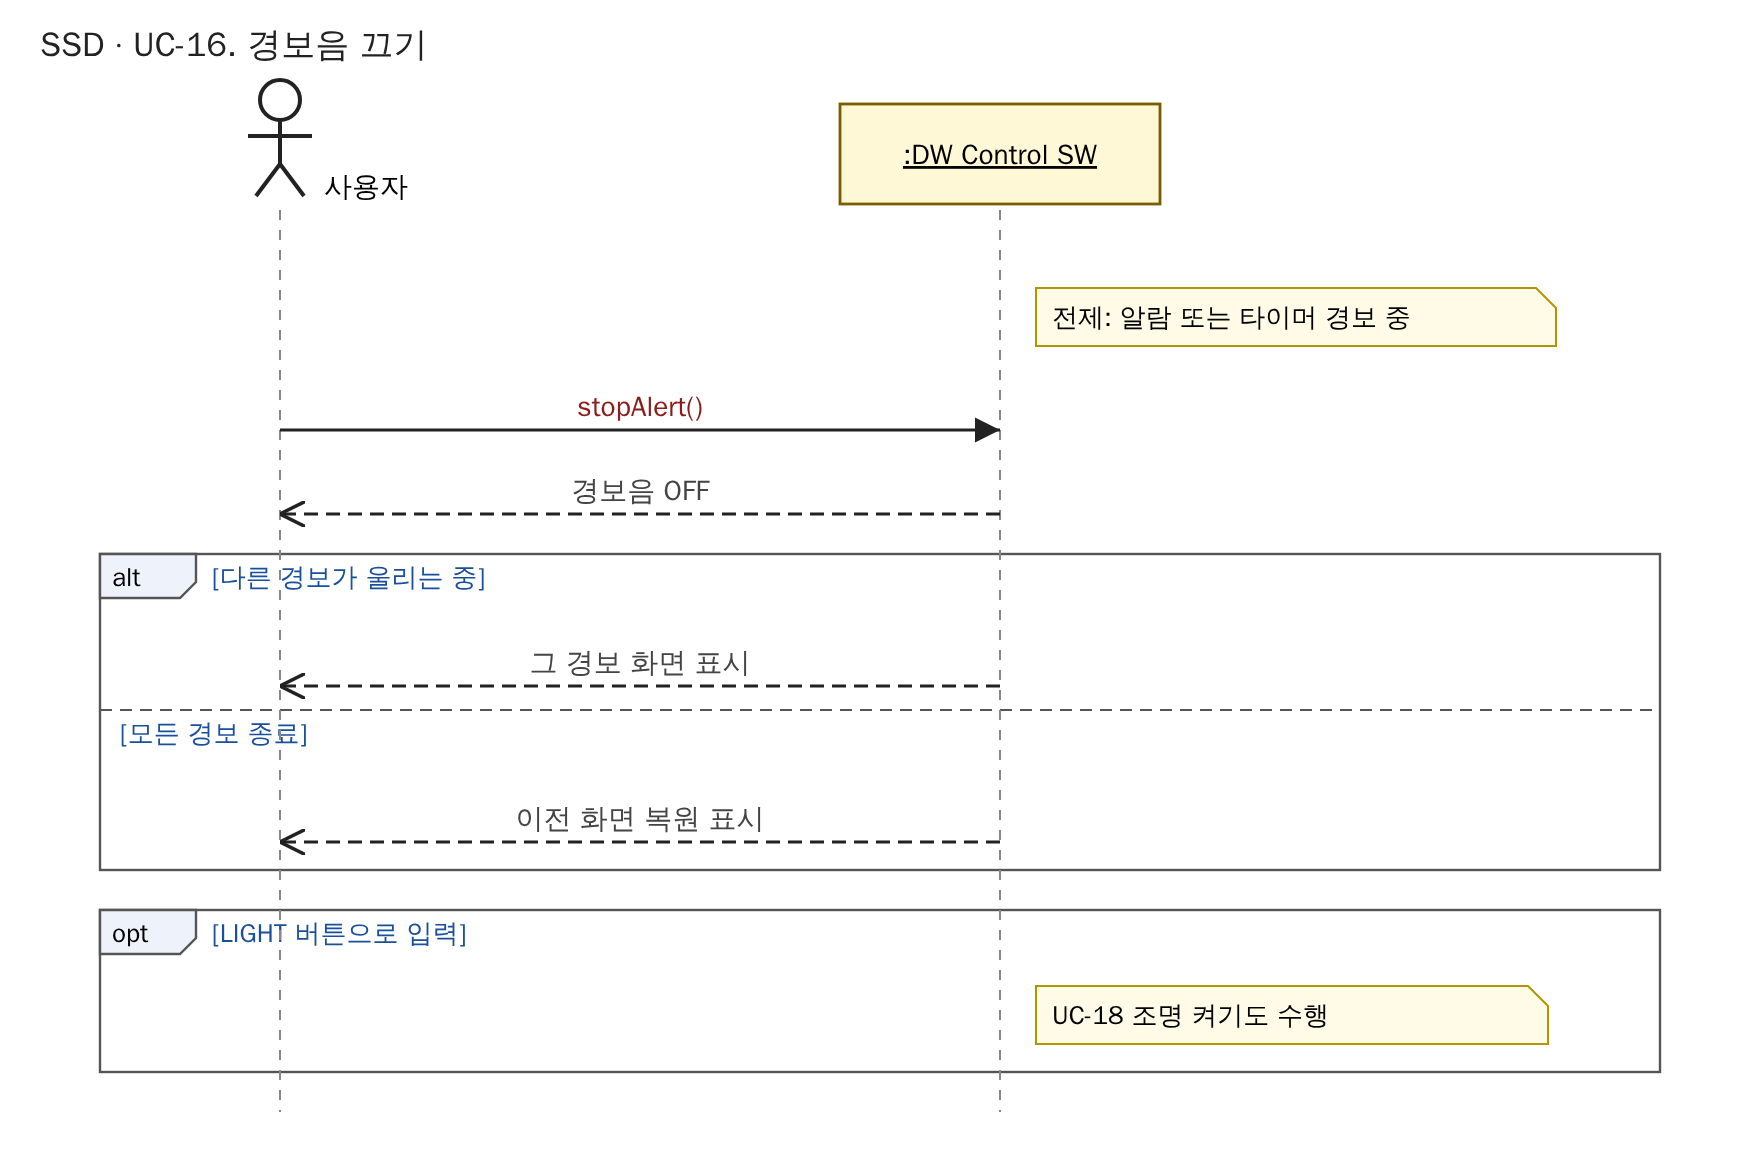 SSD · UC-16. 경보음 끄기
사용자
:DW Control SW
전제: 알람 또는 타이머 경보 중
stopAlert()
경보음 OFF
alt
[다른 경보가 울리는 중]
그 경보 화면 표시
[모든 경보 종료]
이전 화면 복원 표시
opt
[LIGHT 버튼으로 입력]
UC-18 조명 켜기도 수행